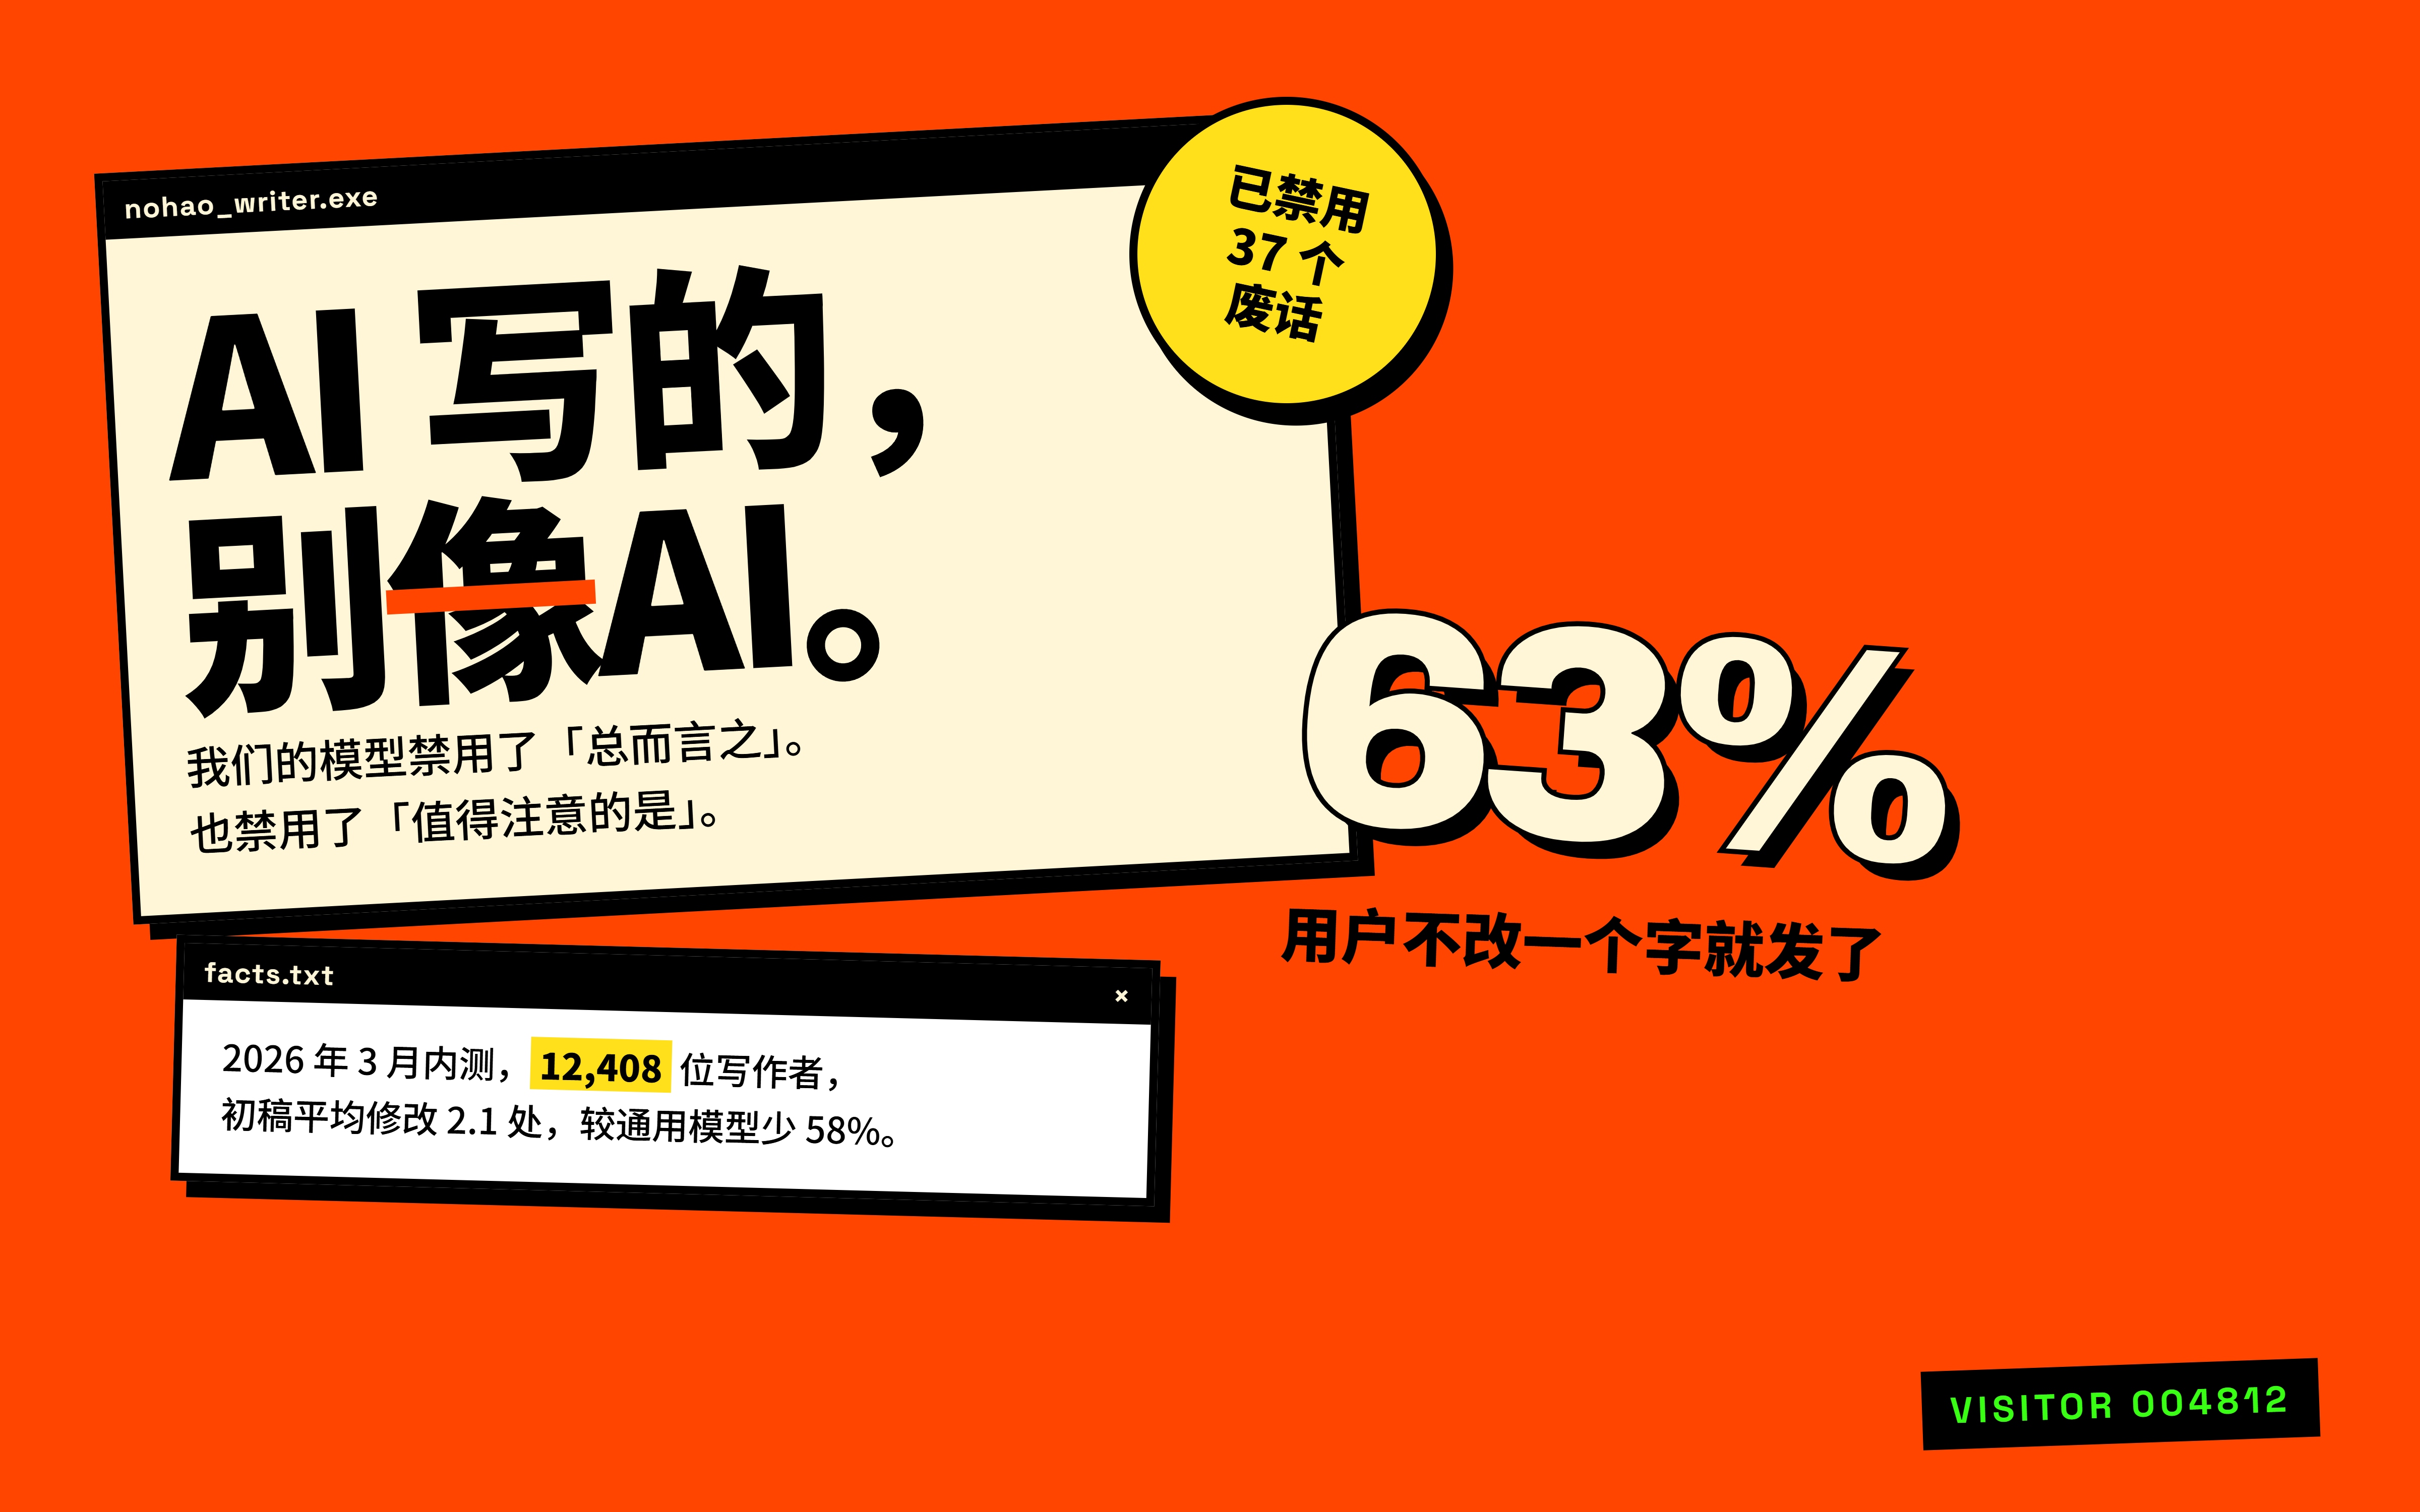 nohao_writer.exe
已禁用
37 个
废话
AI 写的，
别像AI。
我们的模型禁用了「总而言之」。
也禁用了「值得注意的是」。
63%
用户不改一个字就发了
facts.txt ×
2026 年 3 月内测，12,408 位写作者，
初稿平均修改 2.1 处，较通用模型少 58%。
VISITOR 004812